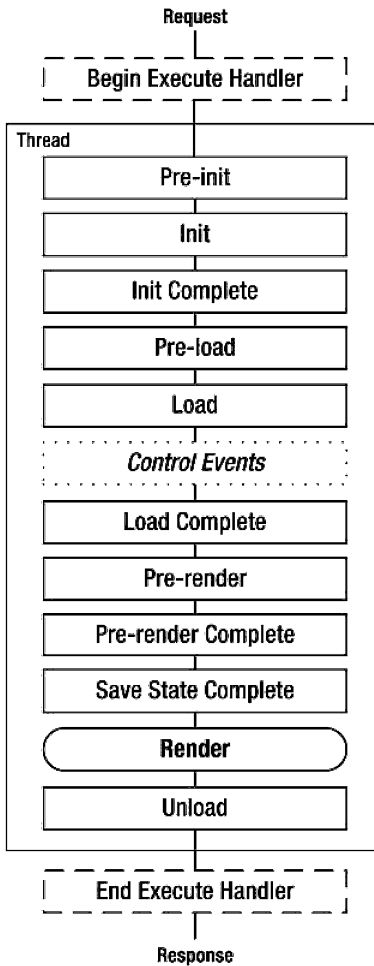 Request
Begin Execute Handler
Thread
Pre-init
Init
Init Complete
Pre-load
Load
Control Events
Load Complete
Pre-render
Pre-render Complete
Save State Complete
Render
Unload
End Execute Handler
Response